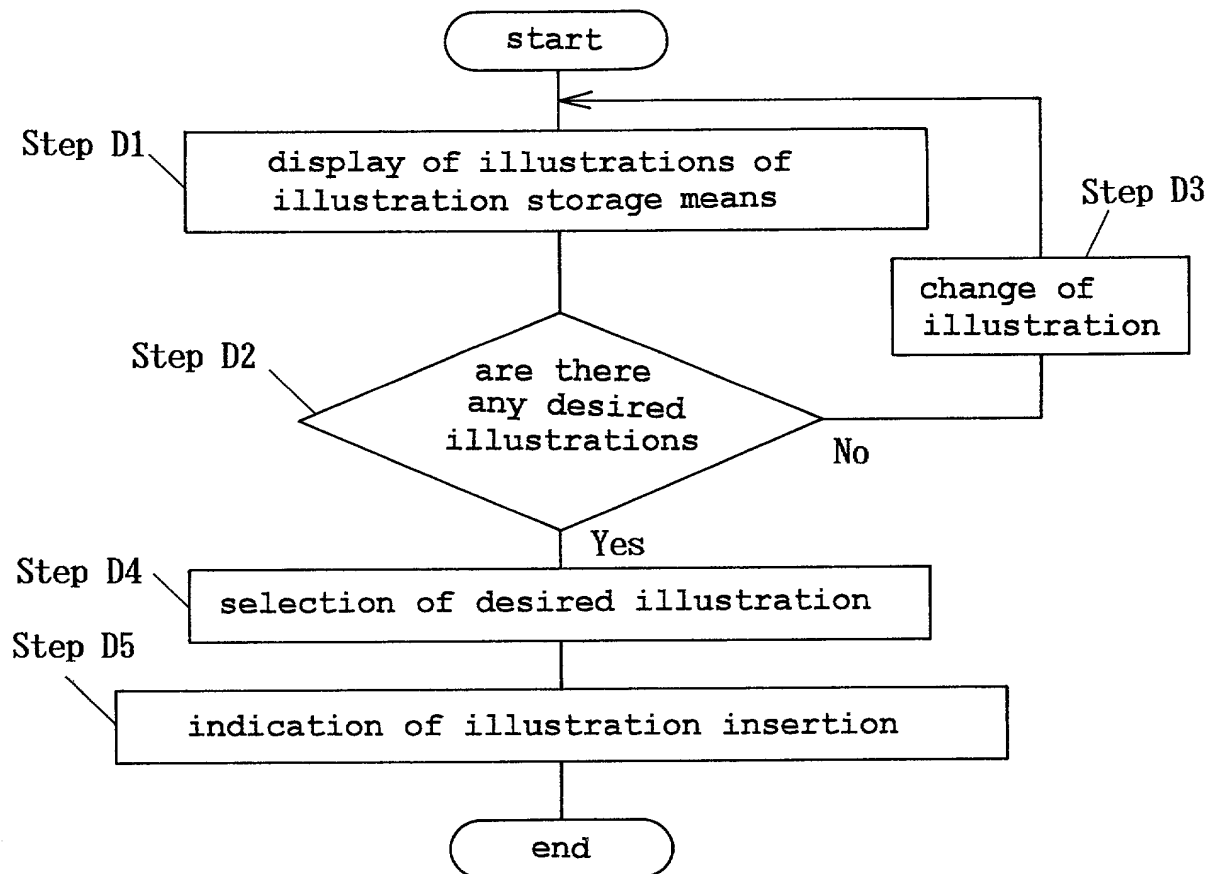 start
Step D1
display of illustrations of
illustration storage means
Step D3
change of
illustration
Step D2
are there
any desired
illustrations
No
Yes
Step D4
selection of desired illustration
Step D5
indication of illustration insertion
end